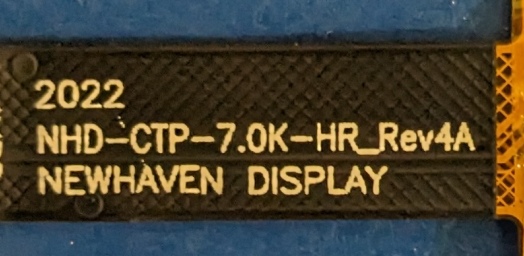 2022
NHD-CTP-7.0K-HR_Rev4A
NEWHAVEN DISPLAY